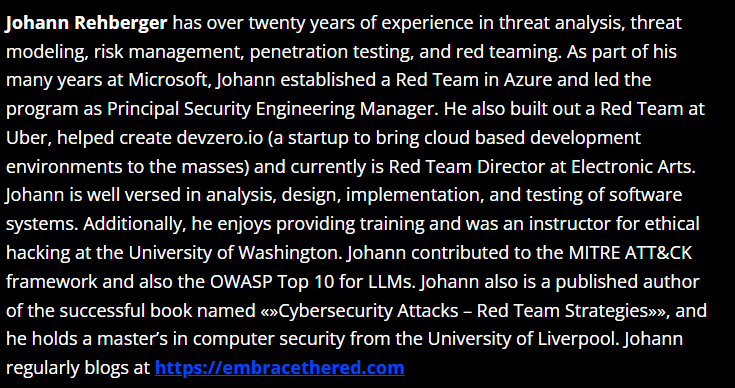 Johann Rehberger has over twenty years of experience in threat analysis, threat
modeling, risk management, penetration testing, and red teaming. As part of his
many years at Microsoft, Johann established a Red Team in Azure and led the
program as Principal Security Engineering Manager. He also built out a Red Team at
Uber, helped create devzero.io (a startup to bring cloud based development
environments to the masses) and currently is Red Team Director at Electronic Arts.
Johann is well versed in analysis, design, implementation, and testing of software
systems. Additionally, he enjoys providing training and was an instructor for ethical
hacking at the University of Washington. Johann contributed to the MITRE ATT&CK
framework and also the OWASP Top 10 for LLMs. Johann also is a published author
of the successful book named «»Cybersecurity Attacks – Red Team Strategies»», and
he holds a master’s in computer security from the University of Liverpool. Johann
regularly blogs at https://embracethered.com